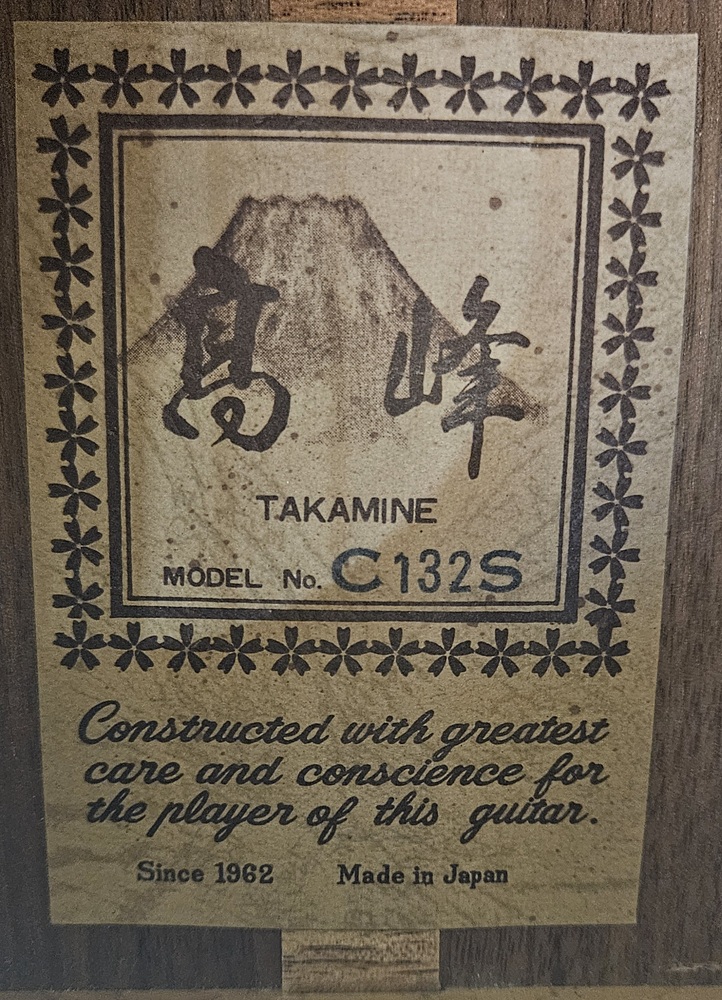 高峰
TAKAMINE
MODEL No. C132S
Constructed with greatest
care and conscience for
the player of this guitar.
Since 1962 Made in Japan